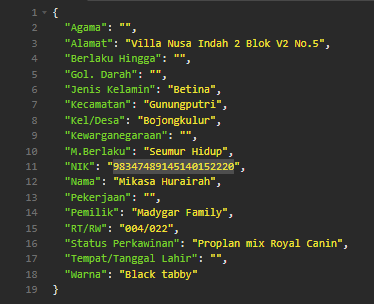 1 {
2 "Agama": "",
3 "Alamat": "Villa Nusa Indah 2 Blok V2 No.5",
4 "Berlaku Hingga": "",
5 "Gol. Darah": "",
6 "Jenis Kelamin": "Betina",
7 "Kecamatan": "Gunungputri",
8 "Kel/Desa": "Bojongkulur",
9 "Kewarganegaraan": "",
10 "M.Berlaku": "Seumur Hidup",
11 "NIK": "98347489145140152220",
12 "Nama": "Mikasa Hurairah",
13 "Pekerjaan": "",
14 "Pemilik": "Madygar Family",
15 "RT/RW": "004/022",
16 "Status Perkawinan": "Proplan mix Royal Canin",
17 "Tempat/Tanggal Lahir": "",
18 "Warna": "Black tabby"
19 }